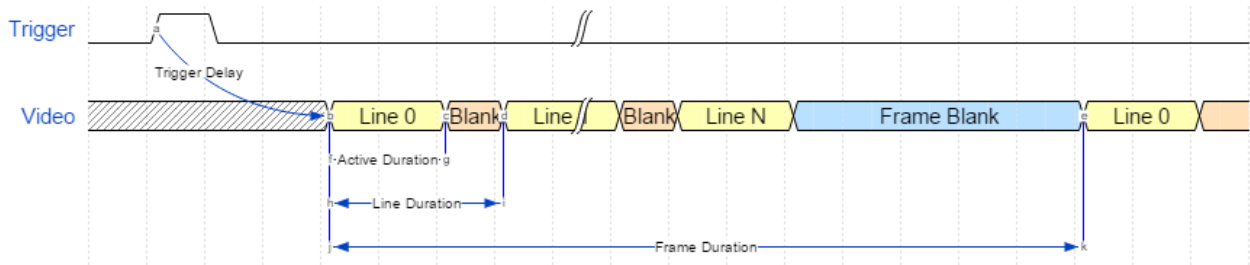 Trigger
a
Trigger Delay
Video
b Line 0 c Blank d Line Blank Line N Frame Blank e Line 0
f Active Duration g
h Line Duration i
j Frame Duration k